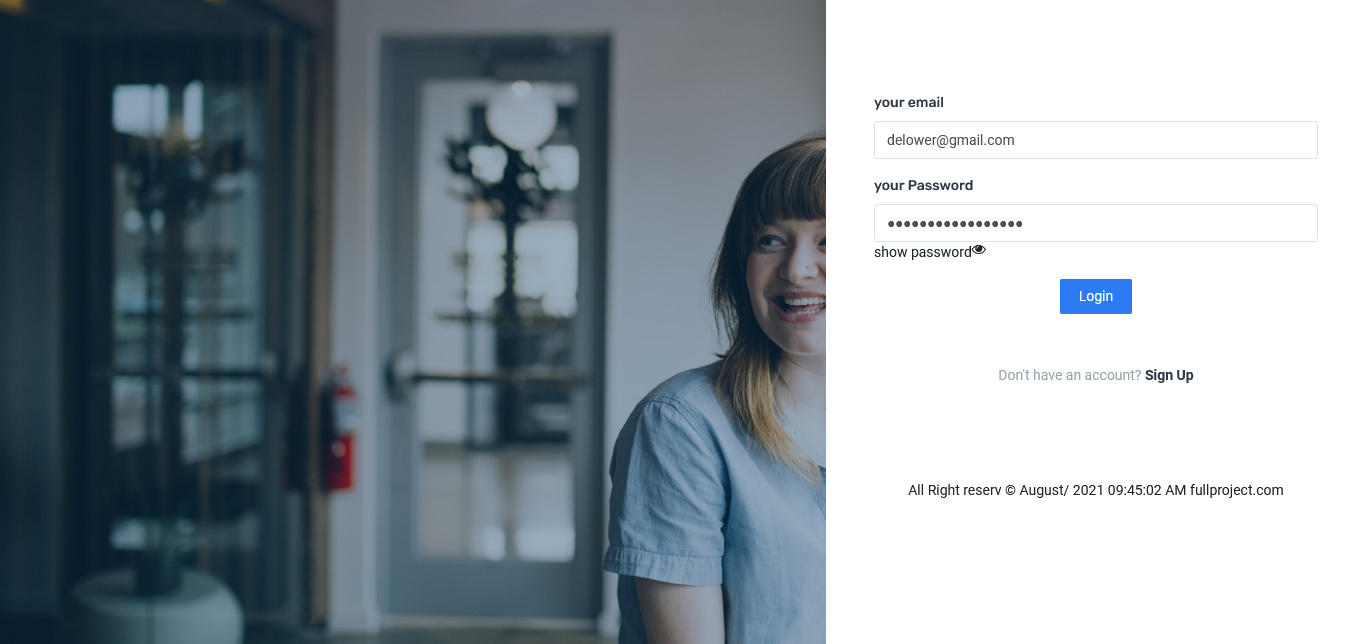 your email
delower@gmail.com
your Password
•••••••••••••••••
show password
Login
Don't have an account? Sign Up
All Right reserv © August/ 2021 09:45:02 AM fullproject.com